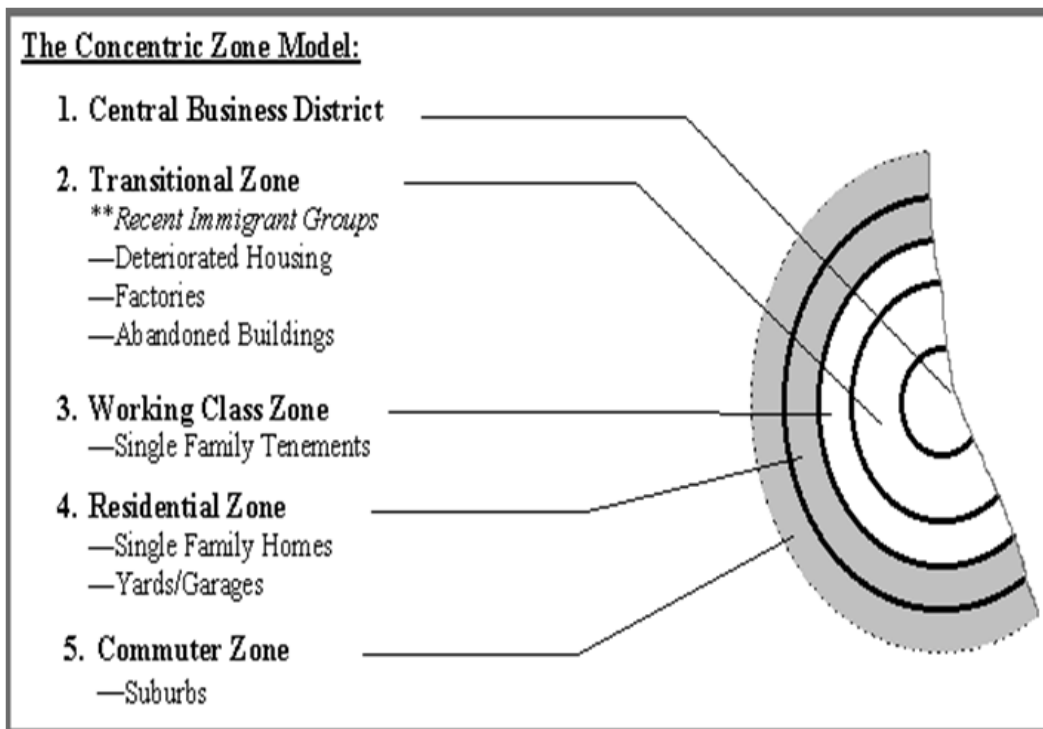 The Concentric Zone Model:
1. Central Business District
2. Transitional Zone
**Recent Immigrant Groups
—Deteriorated Housing
—Factories
—Abandoned Buildings
3. Working Class Zone
—Single Family Tenements
4. Residential Zone
—Single Family Homes
—Yards/Garages
5. Commuter Zone
—Suburbs